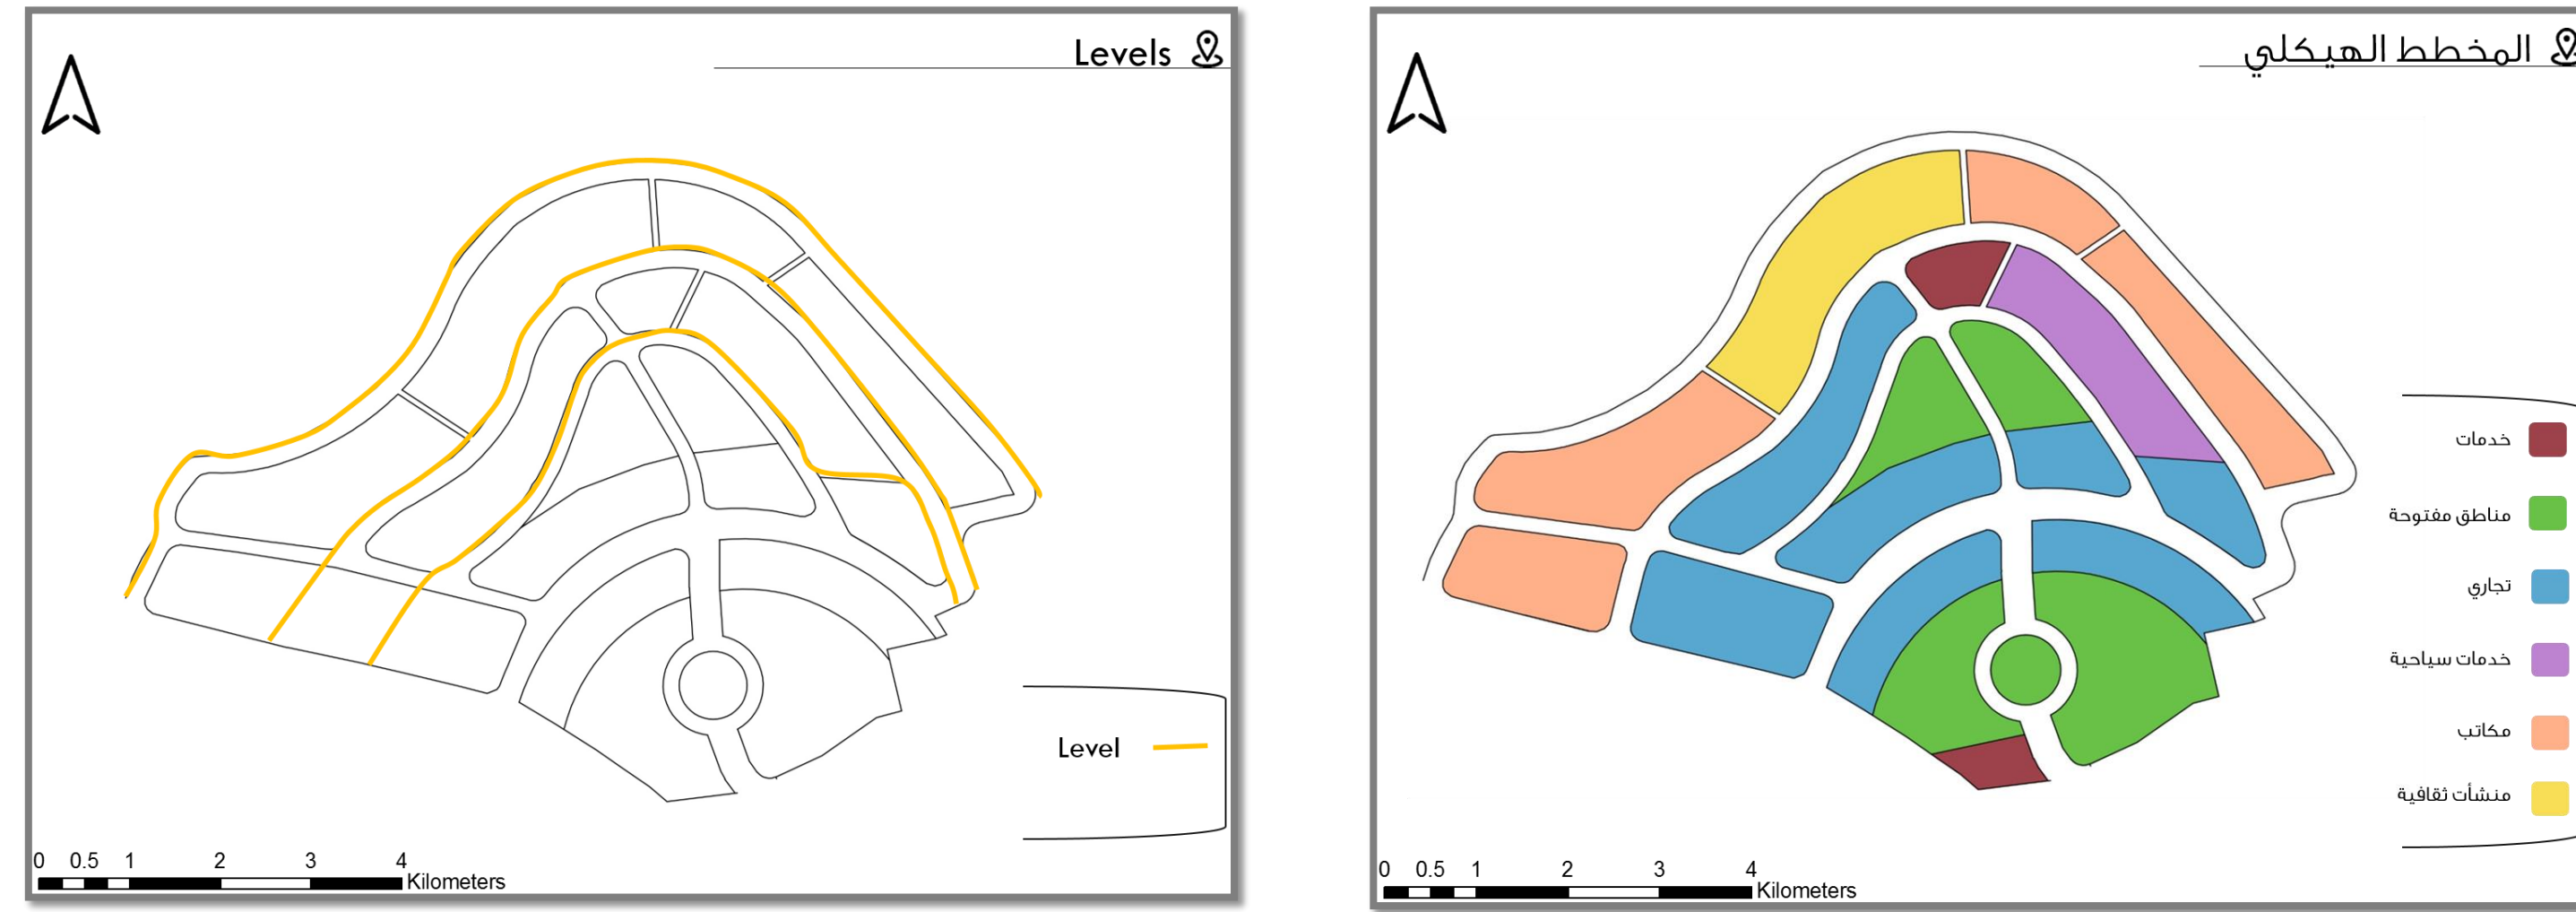 Levels
Level
0 0.5 1 2 3 4
Kilometers
المخطط الهيكلي
خدمات
مناطق مفتوحة
تجاري
خدمات سياحية
مكاتب
منشأت ثقافية
0 0.5 1 2 3 4
Kilometers